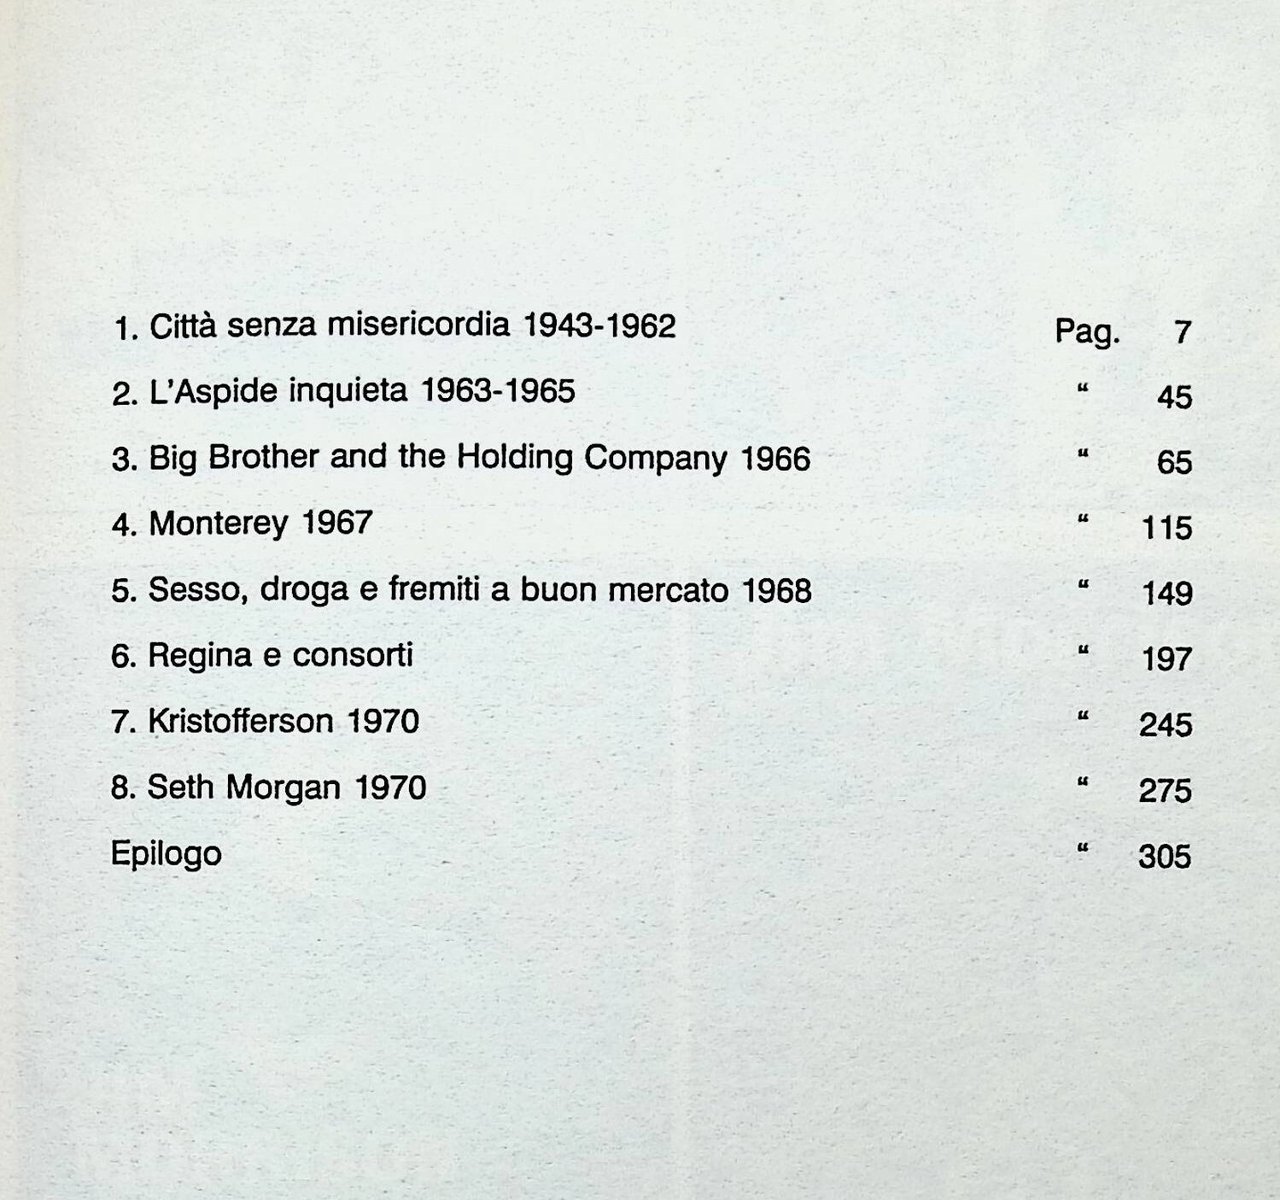 1. Città senza misericordia 1943-1962 Pag. 7
2. L'Aspide inquieta 1963-1965 “ 45
3. Big Brother and the Holding Company 1966 “ 65
4. Monterey 1967 “ 115
5. Sesso, droga e fremiti a buon mercato 1968 “ 149
6. Regina e consorti “ 197
7. Kristofferson 1970 “ 245
8. Seth Morgan 1970 “ 275
Epilogo “ 305